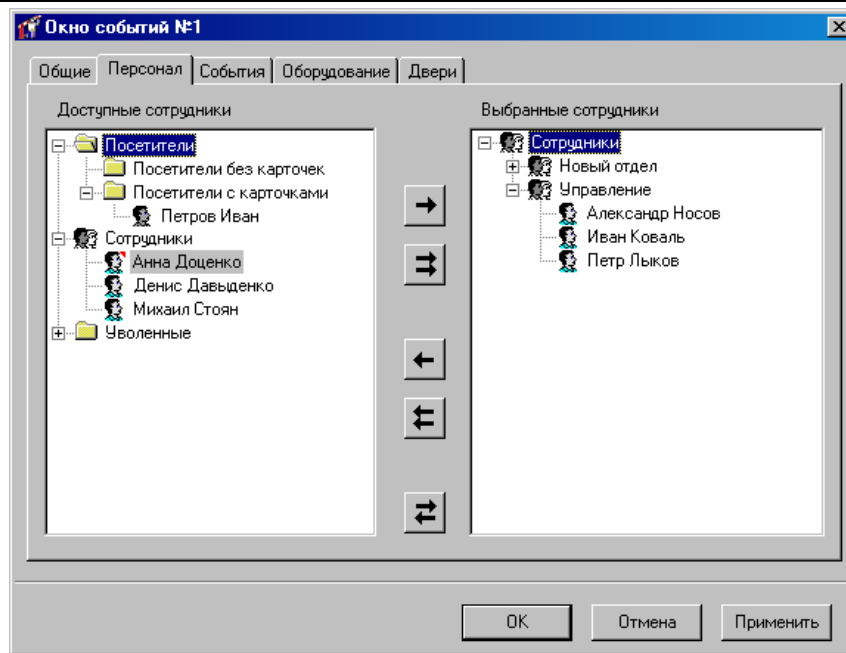 Окно событий №1
Общие Персонал События Оборудование Двери
Доступные сотрудники
Посетители
Посетители без карточек
Посетители с карточками
Петров Иван
Сотрудники
Анна Доценко
Денис Давыденко
Михаил Стоян
Уволенные
Выбранные сотрудники
Сотрудники
Новый отдел
Управление
Александр Носов
Иван Коваль
Петр Лыков
OK Отмена Применить